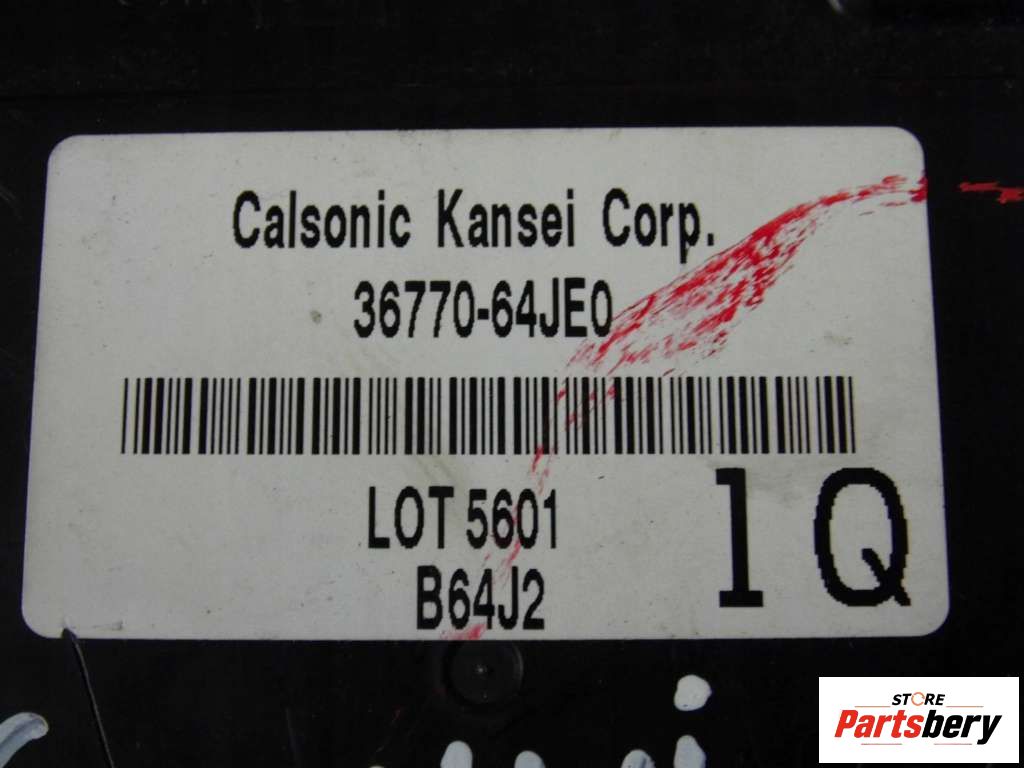 Calsonic Kansei Corp.
36770-64JE0
LOT 5601
B64J2
1Q
STORE
Partsbery